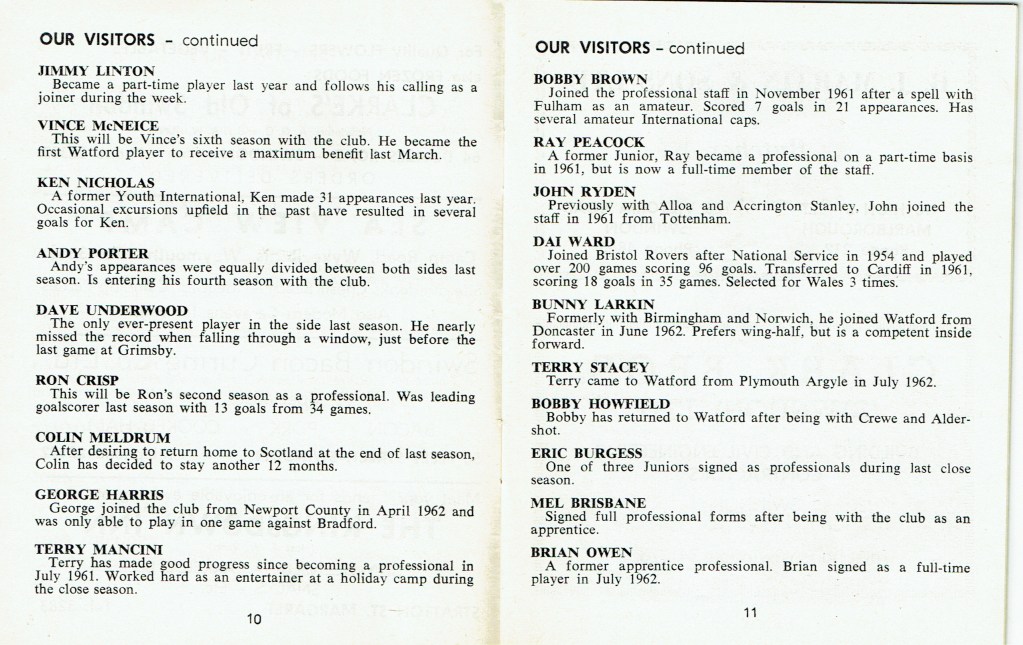 OUR VISITORS – continued
JIMMY LINTON
Became a part-time player last year and follows his calling as a
joiner during the week.
VINCE McNEICE
This will be Vince's sixth season with the club. He became the
first Watford player to receive a maximum benefit last March.
KEN NICHOLAS
A former Youth International, Ken made 31 appearances last year.
Occasional excursions upfield in the past have resulted in several
goals for Ken.
ANDY PORTER
Andy's appearances were equally divided between both sides last
season. Is entering his fourth season with the club.
DAVE UNDERWOOD
The only ever-present player in the side last season. He nearly
missed the record when falling through a window, just before the
last game at Grimsby.
RON CRISP
This will be Ron's second season as a professional. Was leading
goalscorer last season with 13 goals from 34 games.
COLIN MELDRUM
After desiring to return home to Scotland at the end of last season,
Colin has decided to stay another 12 months.
GEORGE HARRIS
George joined the club from Newport County in April 1962 and
was only able to play in one game against Bradford.
TERRY MANCINI
Terry has made good progress since becoming a professional in
July 1961. Worked hard as an entertainer at a holiday camp during
the close season.
10
OUR VISITORS – continued
BOBBY BROWN
Joined the professional staff in November 1961 after a spell with
Fulham as an amateur. Scored 7 goals in 21 appearances. Has
several amateur International caps.
RAY PEACOCK
A former Junior, Ray became a professional on a part-time basis
in 1961, but is now a full-time member of the staff.
JOHN RYDEN
Previously with Alloa and Accrington Stanley, John joined the
staff in 1961 from Tottenham.
DAI WARD
Joined Bristol Rovers after National Service in 1954 and played
over 200 games scoring 96 goals. Transferred to Cardiff in 1961,
scoring 18 goals in 35 games. Selected for Wales 3 times.
BUNNY LARKIN
Formerly with Birmingham and Norwich, he joined Watford from
Doncaster in June 1962. Prefers wing-half, but is a competent inside
forward.
TERRY STACEY
Terry came to Watford from Plymouth Argyle in July 1962.
BOBBY HOWFIELD
Bobby has returned to Watford after being with Crewe and Alder-
shot.
ERIC BURGESS
One of three Juniors signed as professionals during last close
season.
MEL BRISBANE
Signed full professional forms after being with the club as an
apprentice.
BRIAN OWEN
A former apprentice professional. Brian signed as a full-time
player in July 1962.
11